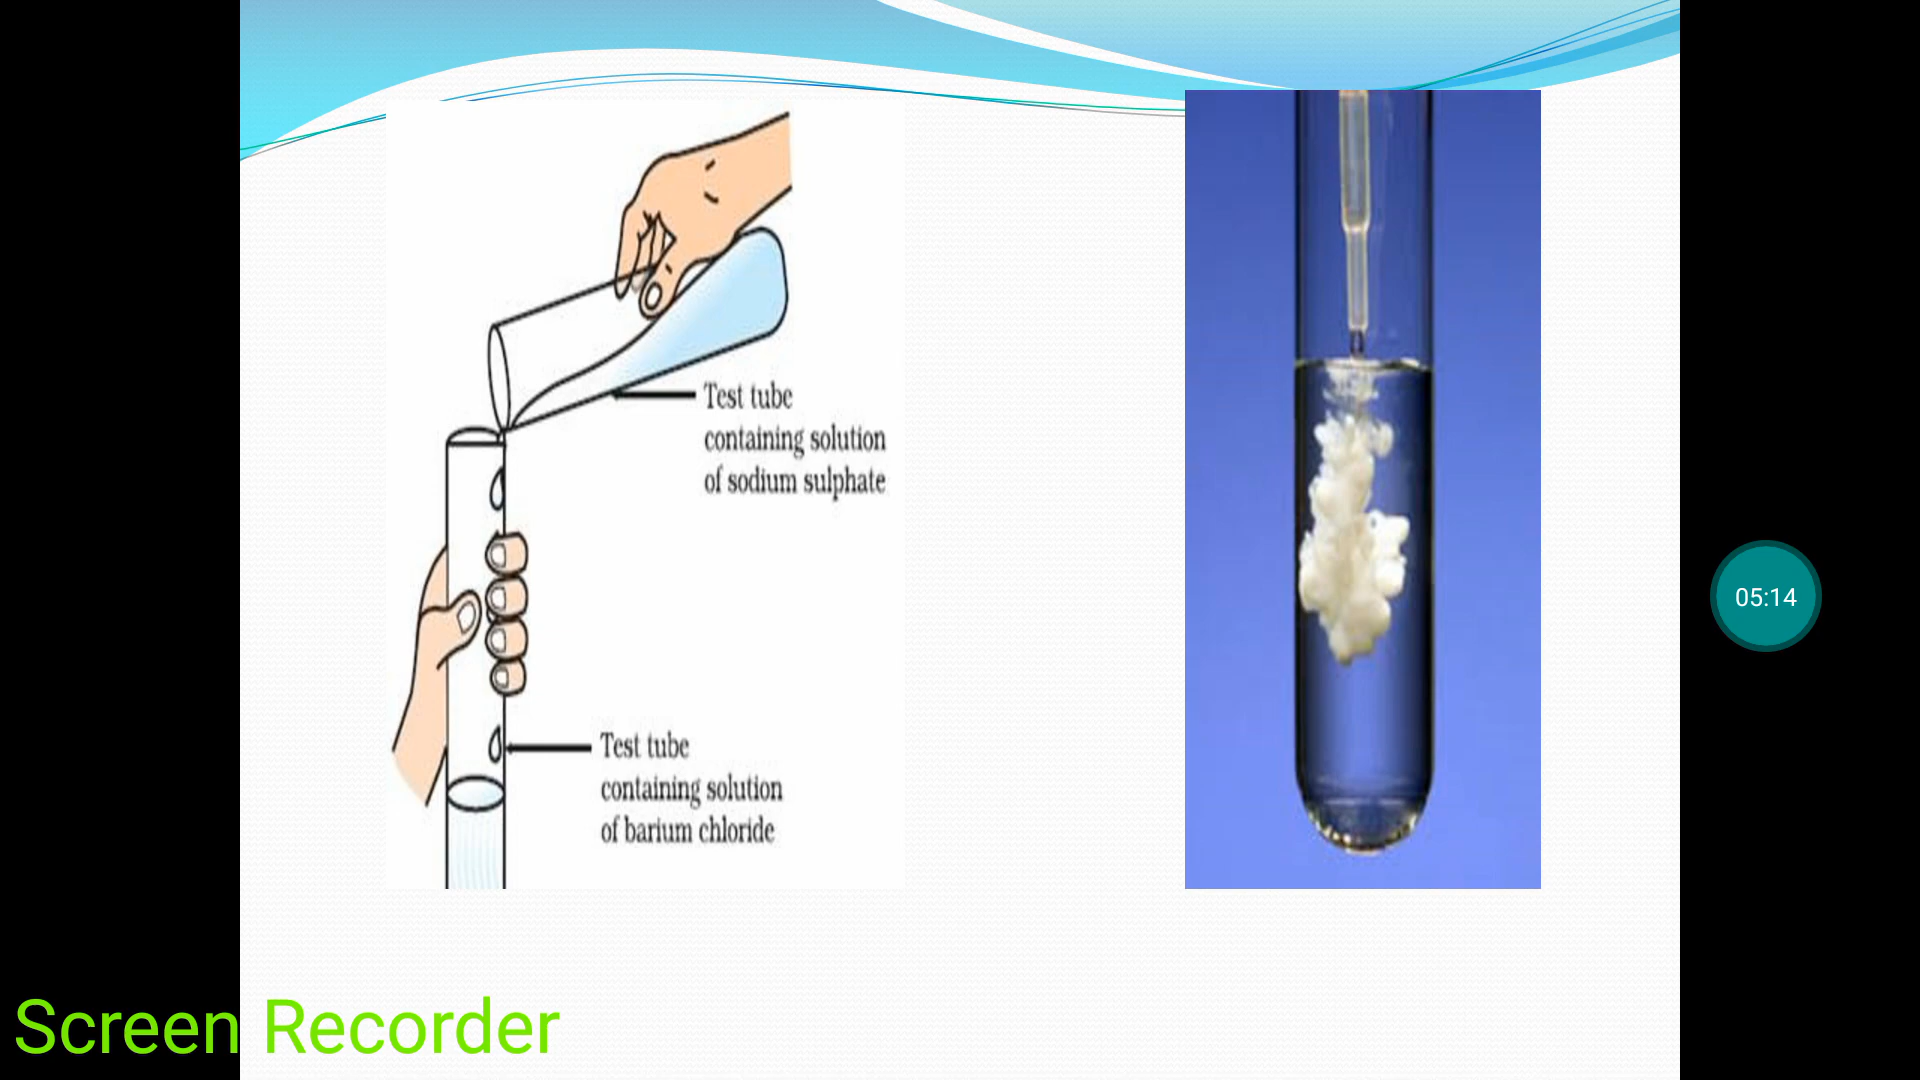 Test tube
containing solution
of sodium sulphate
Test tube
containing solution
of barium chloride
05:14
Screen Recorder